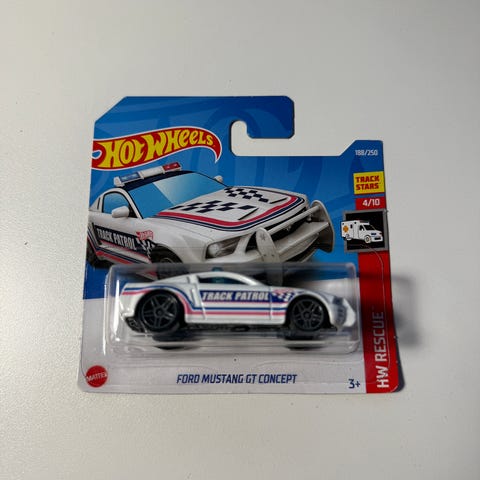 HOT WHEELS
188/250
TRACK
STARS
4/10
TRACK PATROL
TRACK PATROL
HW RESCUE
MATTEL
FORD MUSTANG GT CONCEPT
3+